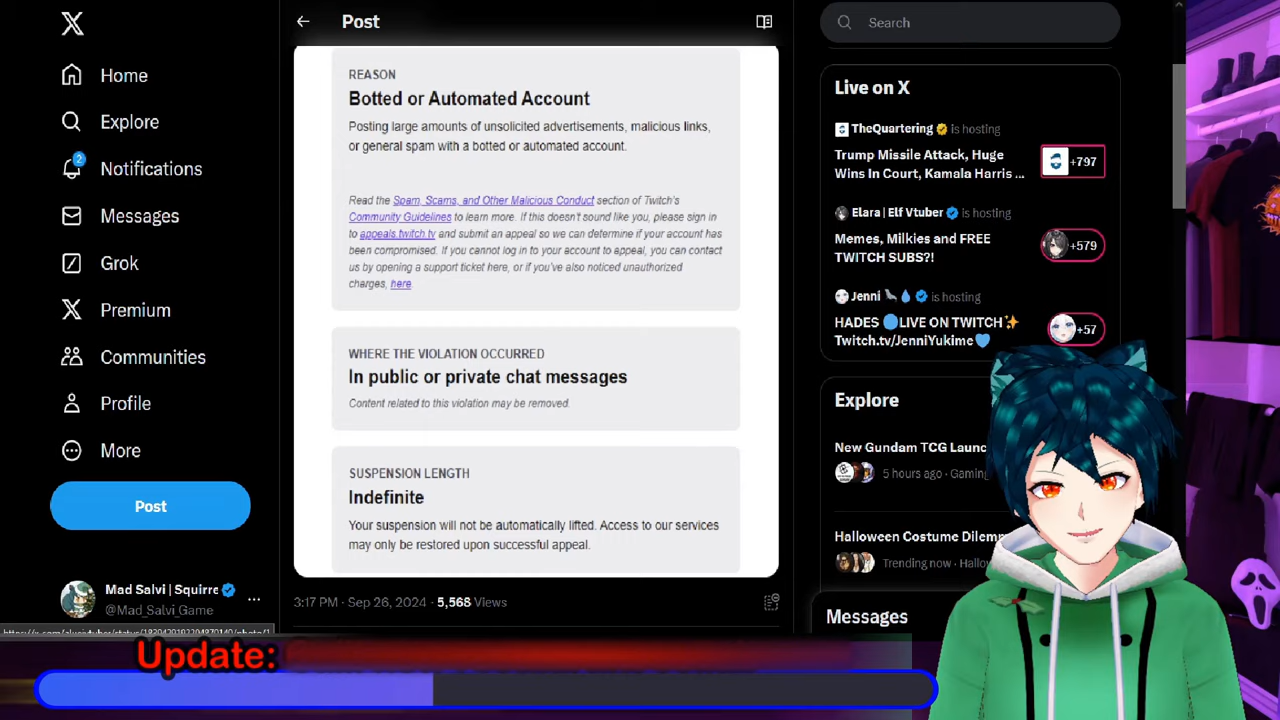 Home
Explore
2
Notifications
Messages
Grok
Premium
Communities
Profile
More
Post
Mad Salvi | Squirre
@Mad_Salvi_Game
Post
REASON
Botted or Automated Account
Posting large amounts of unsolicited advertisements, malicious links,
or general spam with a botted or automated account.
Read the Spam, Scams, and Other Malicious Conduct section of Twitch's
Community Guidelines to learn more. If this doesn't sound like you, please sign in
to appeals.twitch.tv and submit an appeal so we can determine if your account has
been compromised. If you cannot log in to your account to appeal, you can contact
us by opening a support ticket here, or if you've also noticed unauthorized
charges, here.
WHERE THE VIOLATION OCCURRED
In public or private chat messages
Content related to this violation may be removed.
SUSPENSION LENGTH
Indefinite
Your suspension will not be automatically lifted. Access to our services
may only be restored upon successful appeal.
3:17 PM · Sep 26, 2024 · 5,568 Views
Search
Live on X
TheQuartering is hosting
Trump Missile Attack, Huge
Wins In Court, Kamala Harris ...
+797
Elara | Elf Vtuber is hosting
Memes, Milkies and FREE
TWITCH SUBS?!
+579
Jenni is hosting
HADES LIVE ON TWITCH
Twitch.tv/JenniYukime
+57
Explore
New Gundam TCG Launc
5 hours ago · Gaming
Halloween Costume Dilemm
Trending now · Hallo
Messages
Update: